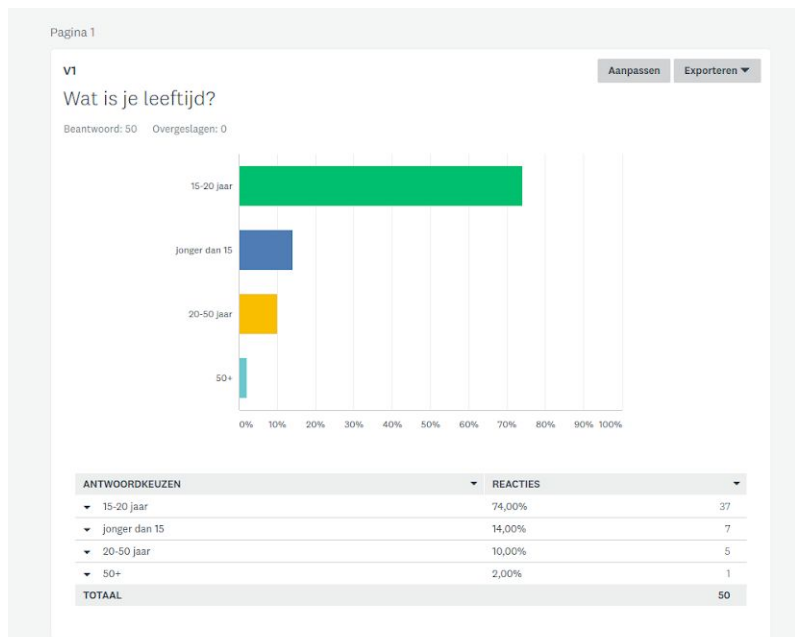 Pagina 1
V1
Aanpassen Exporteren
Wat is je leeftijd?
Beantwoord: 50 Overgeslagen: 0
15-20 jaar
jonger dan 15
20-50 jaar
50+
0% 10% 20% 30% 40% 50% 60% 70% 80% 90% 100%
ANTWOORDKEUZEN REACTIES
15-20 jaar 74,00% 37
jonger dan 15 14,00% 7
20-50 jaar 10,00% 5
50+ 2,00% 1
TOTAAL 50